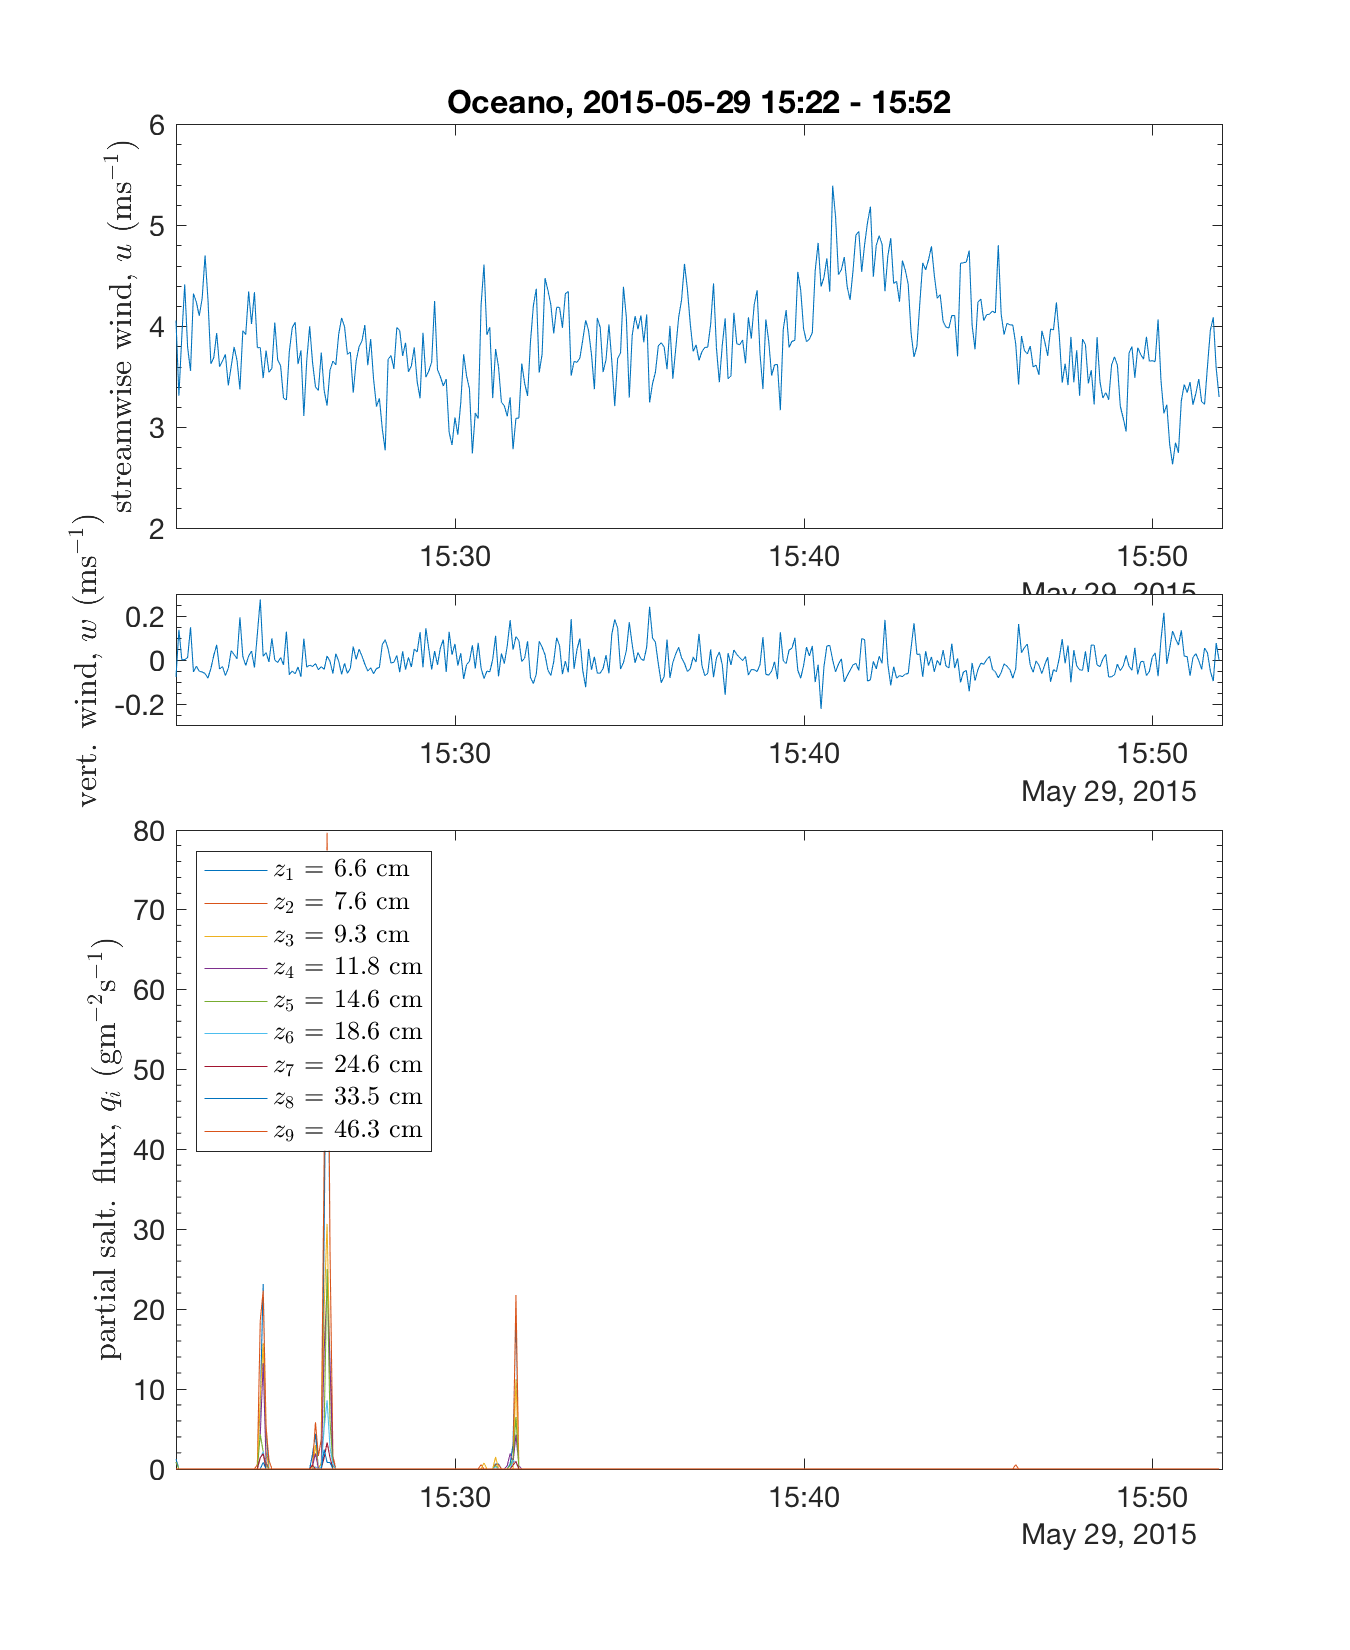 Oceano, 2015-05-29 15:22 - 15:52
streamwise wind, u (ms⁻¹)
6
5
4
3
2
15:30 15:40 15:50
May 29, 2015
vert. wind, w (ms⁻¹)
0.2
0
-0.2
15:30 15:40 15:50
May 29, 2015
partial salt. flux, qᵢ (gm⁻²s⁻¹)
80
70
60
50
40
30
20
10
0
z₁ = 6.6 cm
z₂ = 7.6 cm
z₃ = 9.3 cm
z₄ = 11.8 cm
z₅ = 14.6 cm
z₆ = 18.6 cm
z₇ = 24.6 cm
z₈ = 33.5 cm
z₉ = 46.3 cm
15:30 15:40 15:50
May 29, 2015